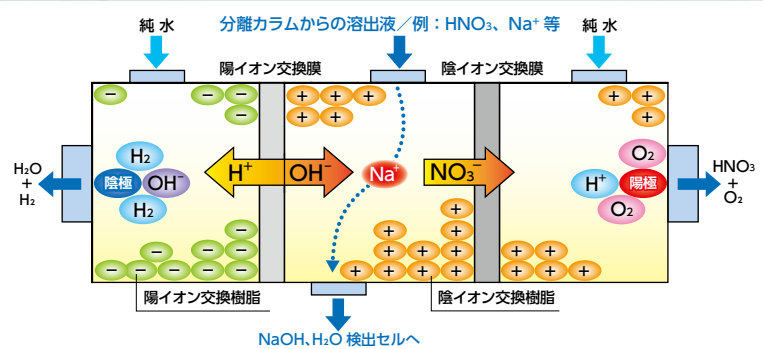 純水
分離カラムからの溶出液／例：HNO₃、Na⁺ 等
純水
陽イオン交換膜
陰イオン交換膜
− − − −
+ + + + +
+ + +
H₂O
+
H₂
H₂
陰極 OH⁻
H₂
H⁺
OH⁻
Na⁺
NO₃⁻
O₂
H⁺ 陽極
O₂
HNO₃
+
O₂
− − − − − − − − − −
+ + + + + + + + + +
+ + + + +
陽イオン交換樹脂
陰イオン交換樹脂
NaOH、H₂O 検出セルへ